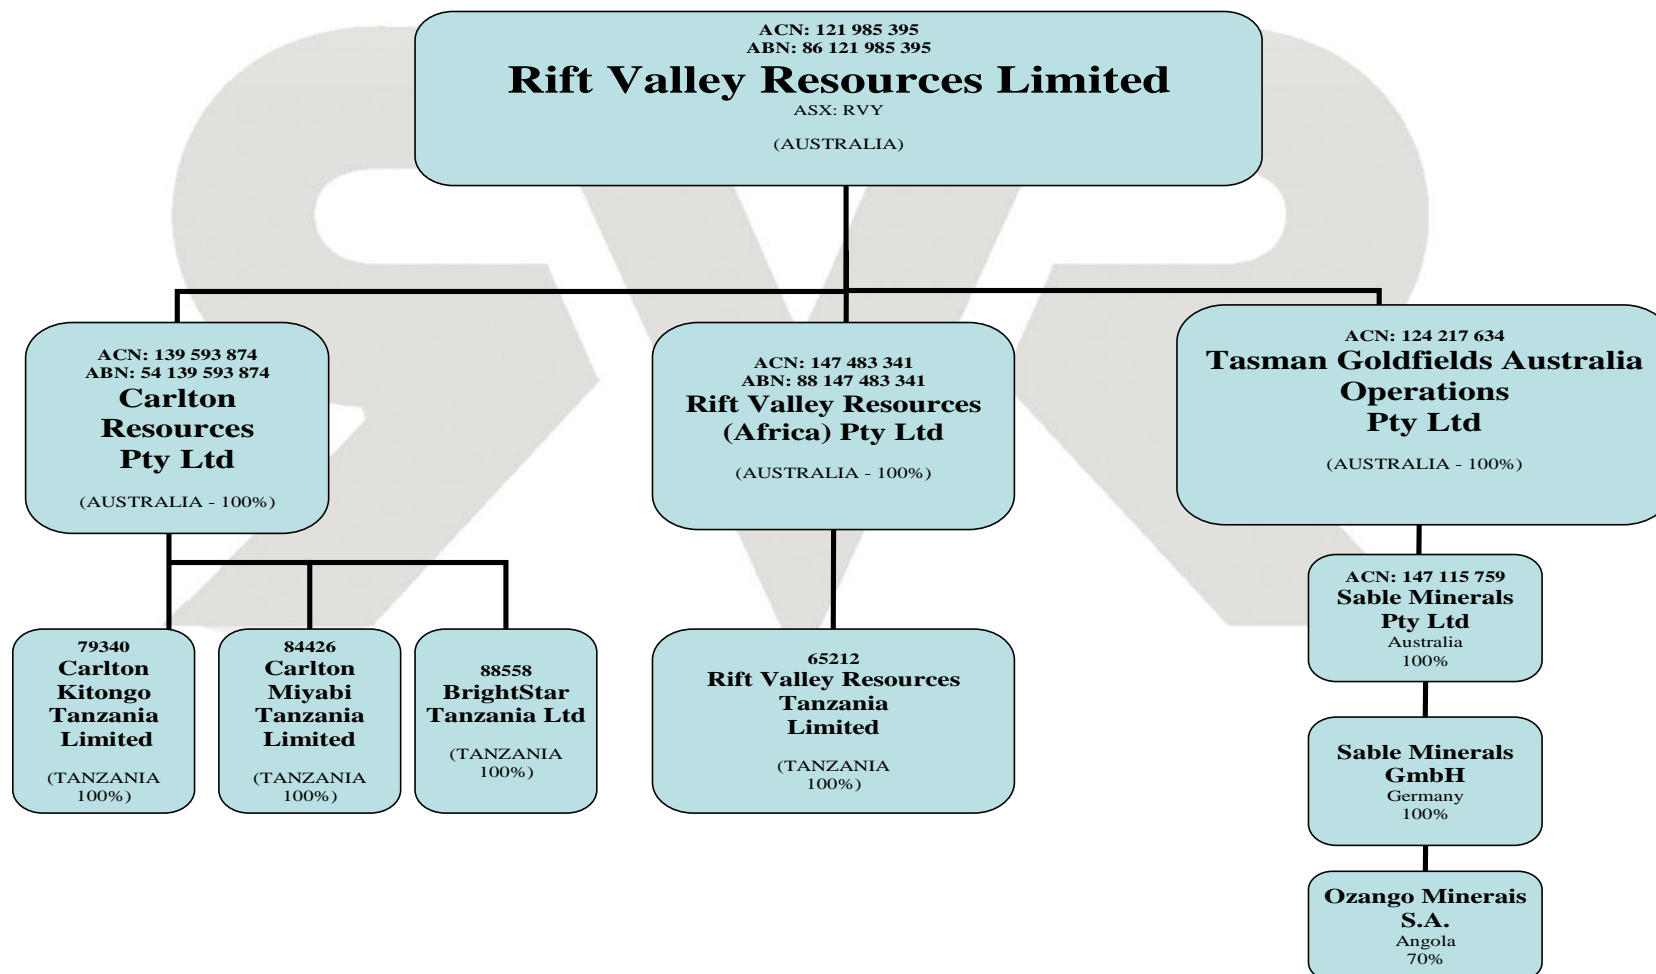 ACN: 121 985 395
ABN: 86 121 985 395
Rift Valley Resources Limited
ASX: RVY
(AUSTRALIA)
ACN: 139 593 874
ABN: 54 139 593 874
Carlton
Resources
Pty Ltd
(AUSTRALIA - 100%)
ACN: 147 483 341
ABN: 88 147 483 341
Rift Valley Resources
(Africa) Pty Ltd
(AUSTRALIA - 100%)
ACN: 124 217 634
Tasman Goldfields Australia
Operations
Pty Ltd
(AUSTRALIA - 100%)
79340
Carlton
Kitongo
Tanzania
Limited
(TANZANIA
100%)
84426
Carlton
Miyabi
Tanzania
Limited
(TANZANIA
100%)
88558
BrightStar
Tanzania Ltd
(TANZANIA
100%)
65212
Rift Valley Resources
Tanzania
Limited
(TANZANIA
100%)
ACN: 147 115 759
Sable Minerals
Pty Ltd
Australia
100%
Sable Minerals
GmbH
Germany
100%
Ozango Minerais
S.A.
Angola
70%